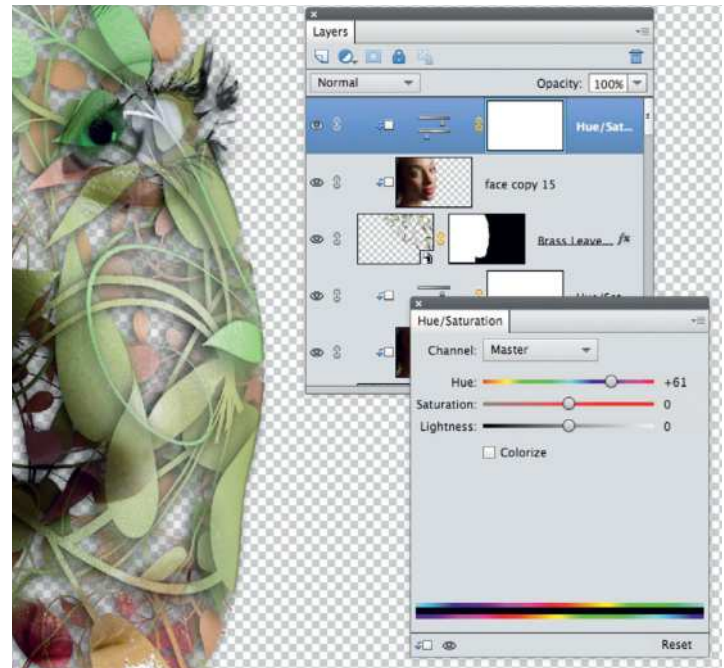 Layers
Normal
Opacity: 100%
Hue/Sat...
face copy 15
Brass Leave... fx
Hue/Saturation
Channel: Master
Hue: +61
Saturation: 0
Lightness: 0
Colorize
Reset